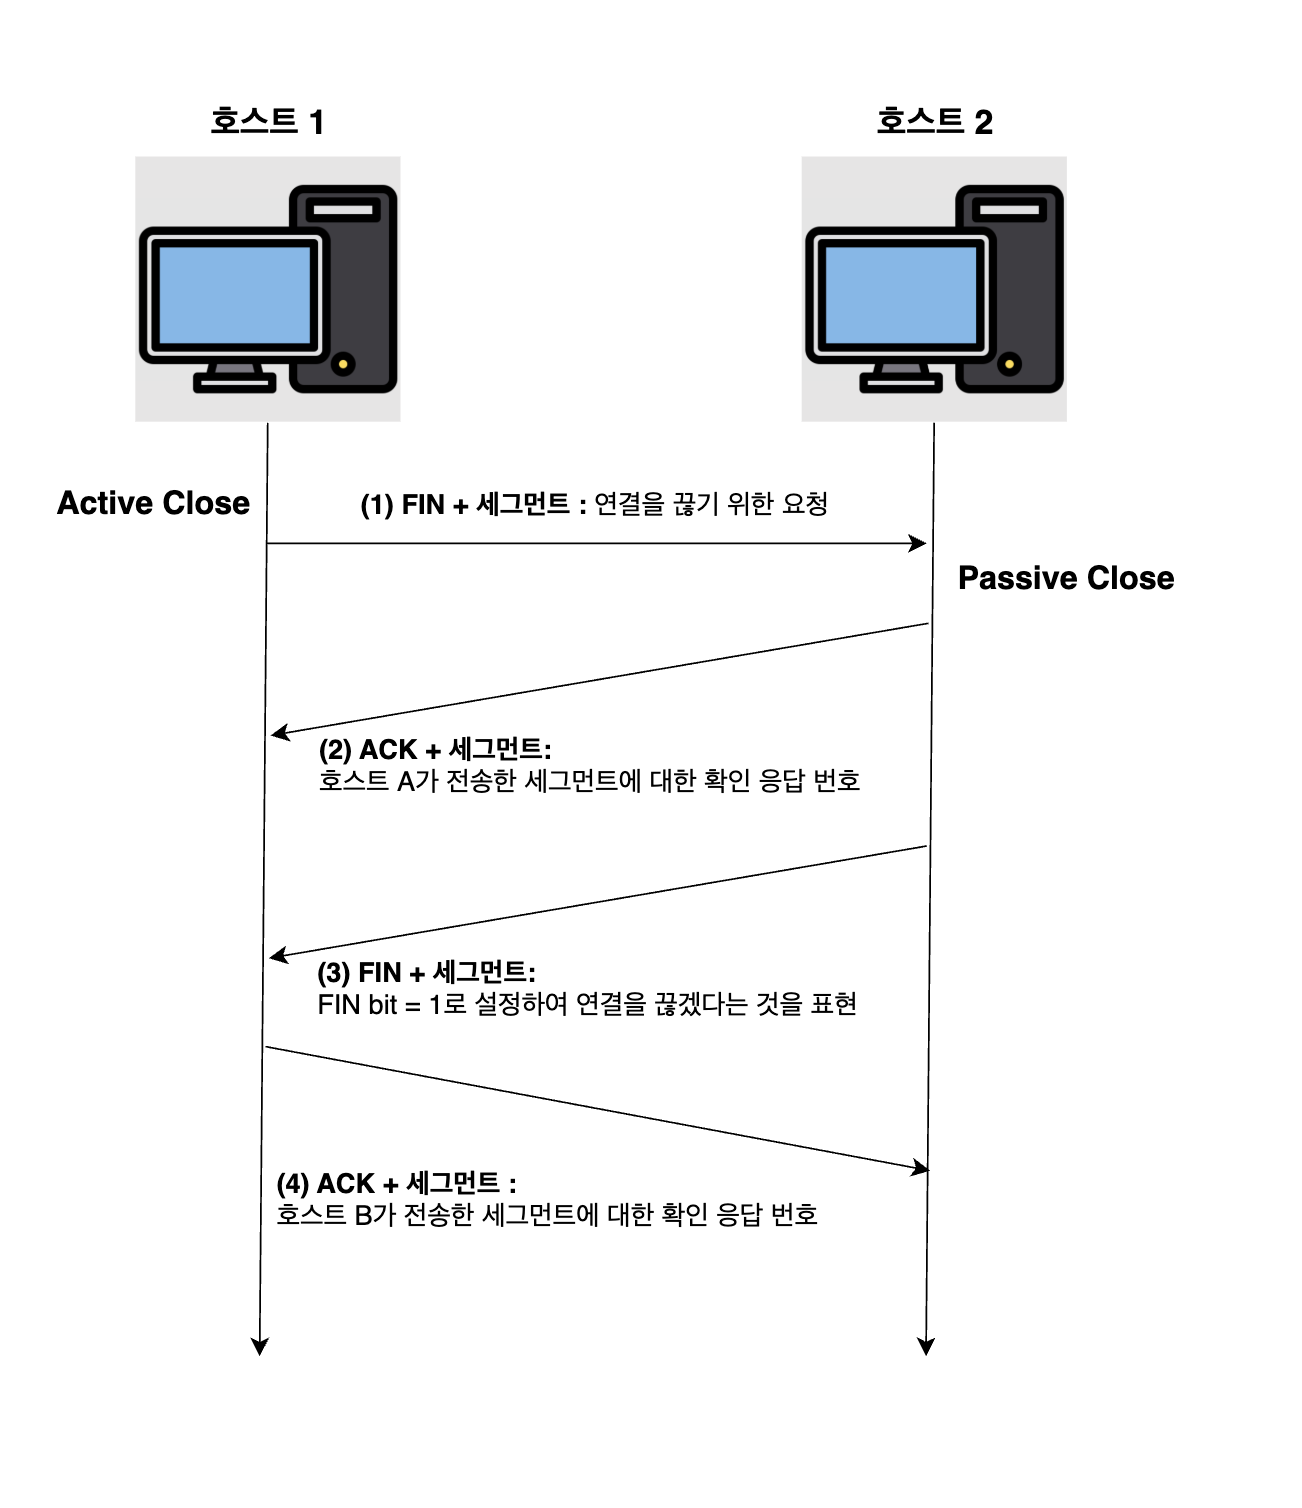 호스트 1
호스트 2
Active Close
(1) FIN + 세그먼트 : 연결을 끊기 위한 요청
Passive Close
(2) ACK + 세그먼트:
호스트 A가 전송한 세그먼트에 대한 확인 응답 번호
(3) FIN + 세그먼트:
FIN bit = 1로 설정하여 연결을 끊겠다는 것을 표현
(4) ACK + 세그먼트 :
호스트 B가 전송한 세그먼트에 대한 확인 응답 번호